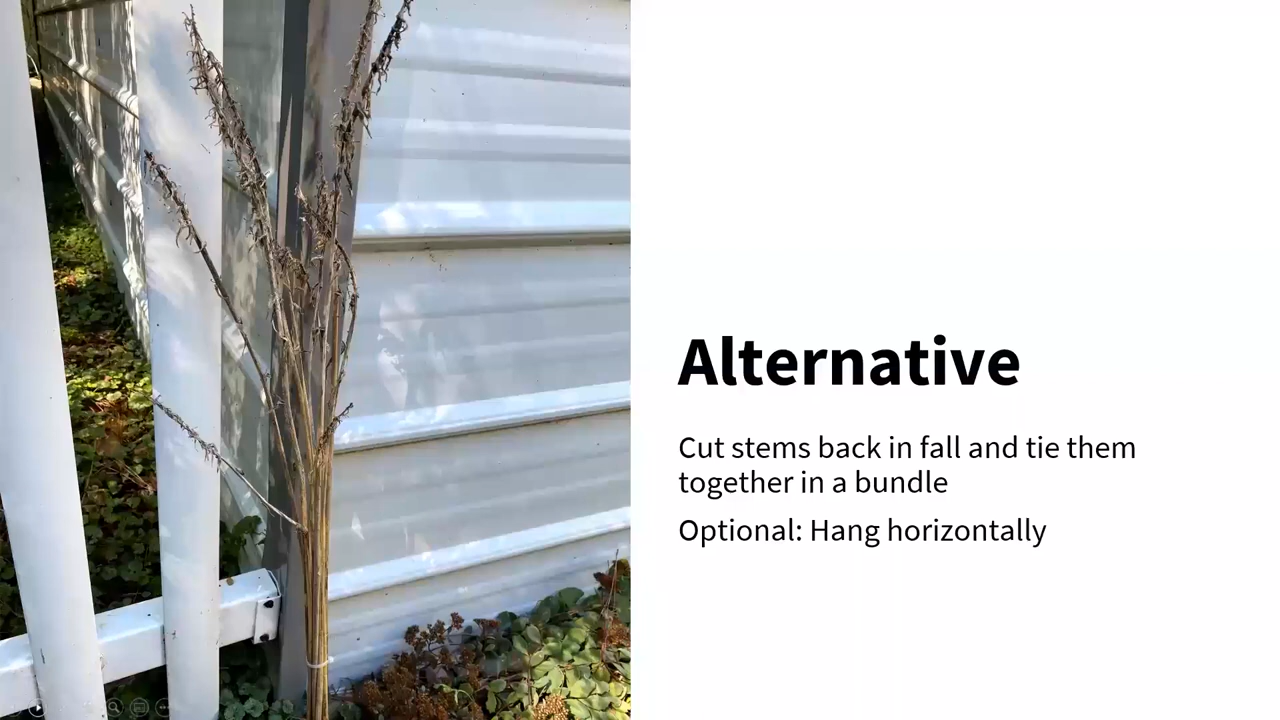 Alternative
Cut stems back in fall and tie them
together in a bundle
Optional: Hang horizontally